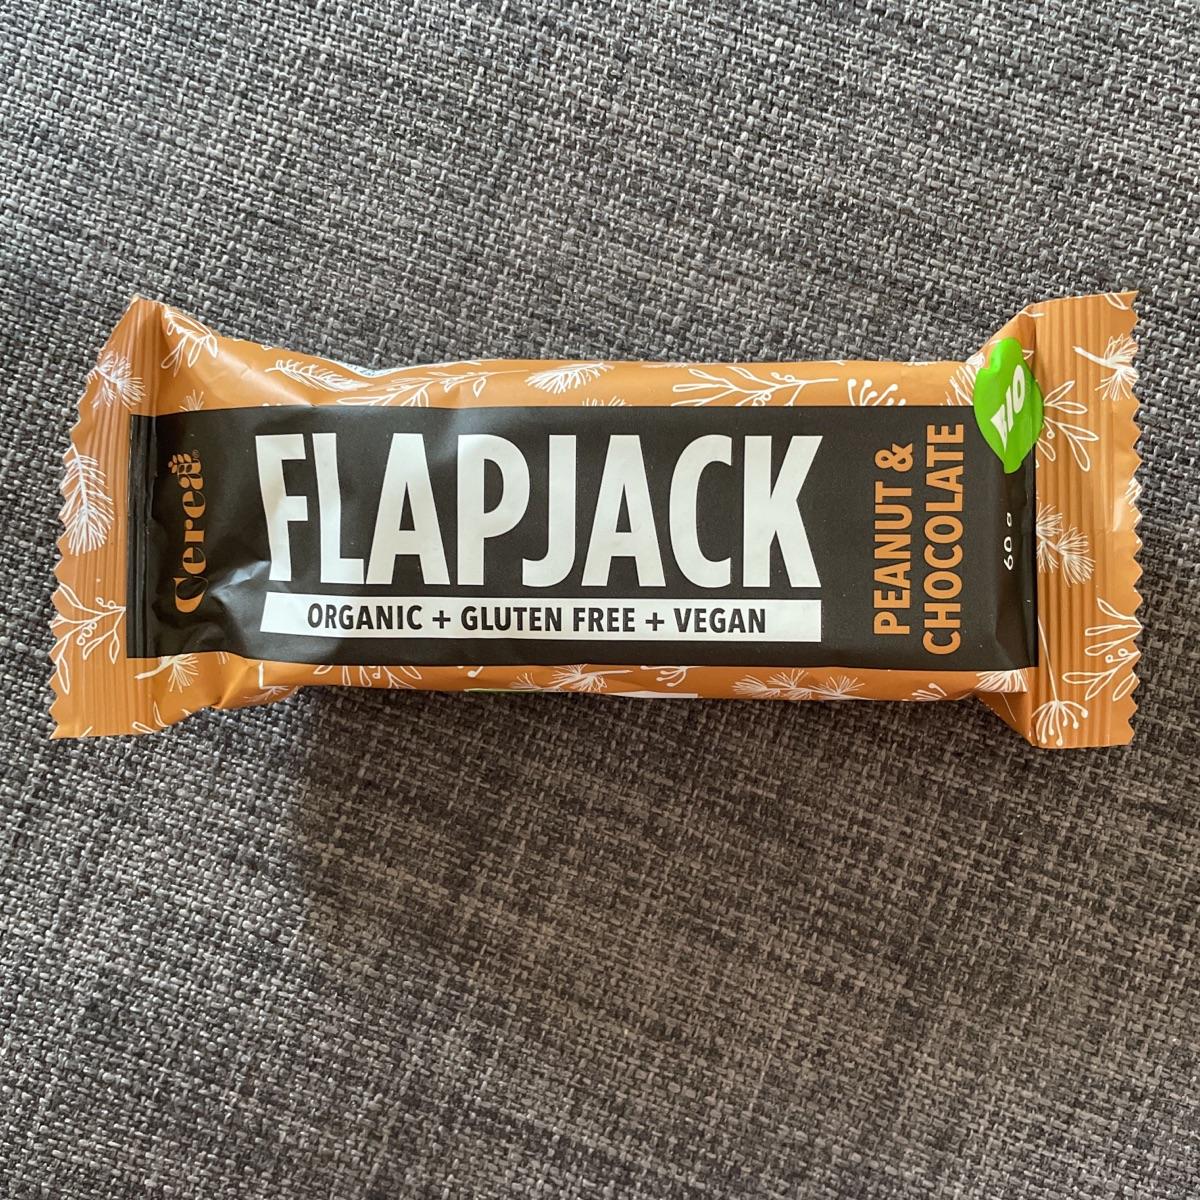 Cerea®
FLAPJACK
ORGANIC + GLUTEN FREE + VEGAN
PEANUT &
CHOCOLATE
BIO
60 g